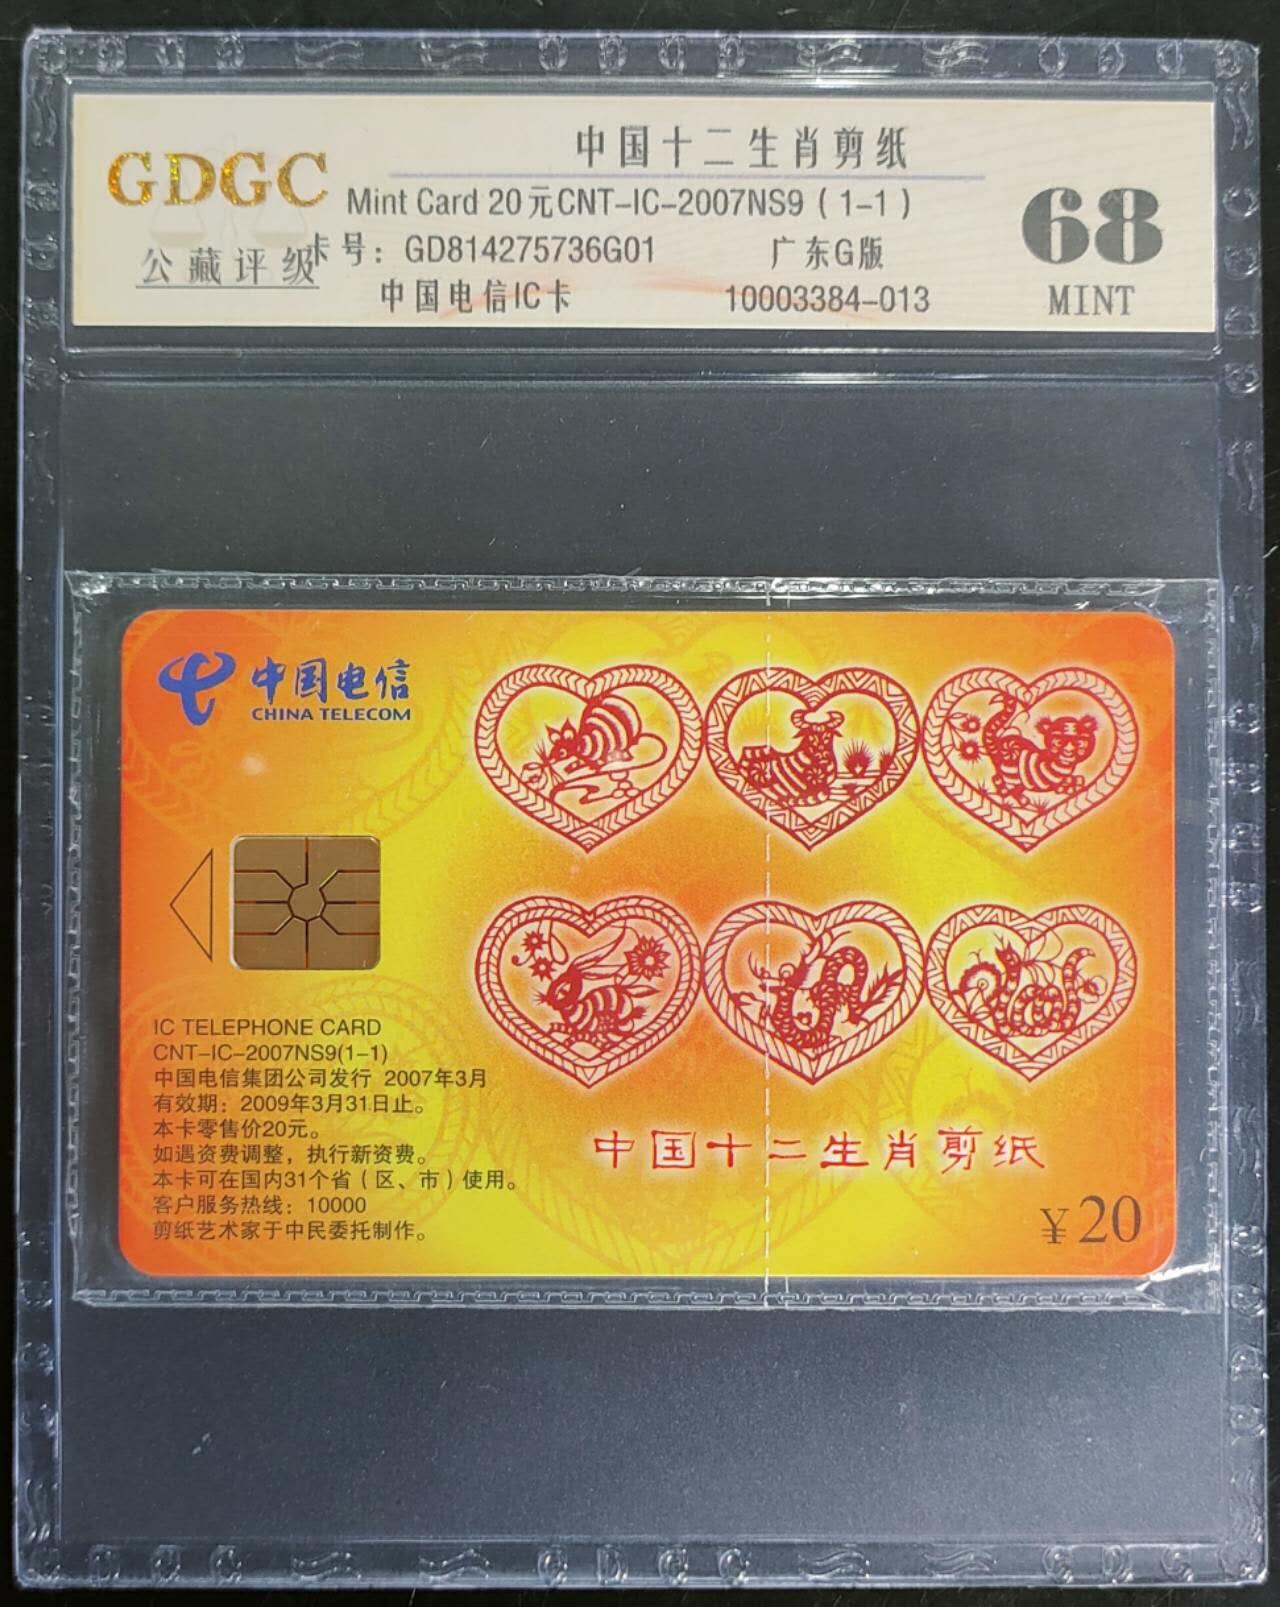 GDGC
公藏评级
中国十二生肖剪纸
Mint Card 20元CNT-IC-2007NS9(1-1)
卡号：GD814275736G01 广东G版
中国电信IC卡 10003384-013
68
MINT
中国电信
CHINA TELECOM
IC TELEPHONE CARD
CNT-IC-2007NS9(1-1)
中国电信集团公司发行 2007年3月
有效期：2009年3月31日止。
本卡零售价20元。
如遇资费调整，执行新资费。
本卡可在国内31个省（区、市）使用。
客户服务热线：10000
剪纸艺术家于中民委托制作。
中国十二生肖剪纸
¥20